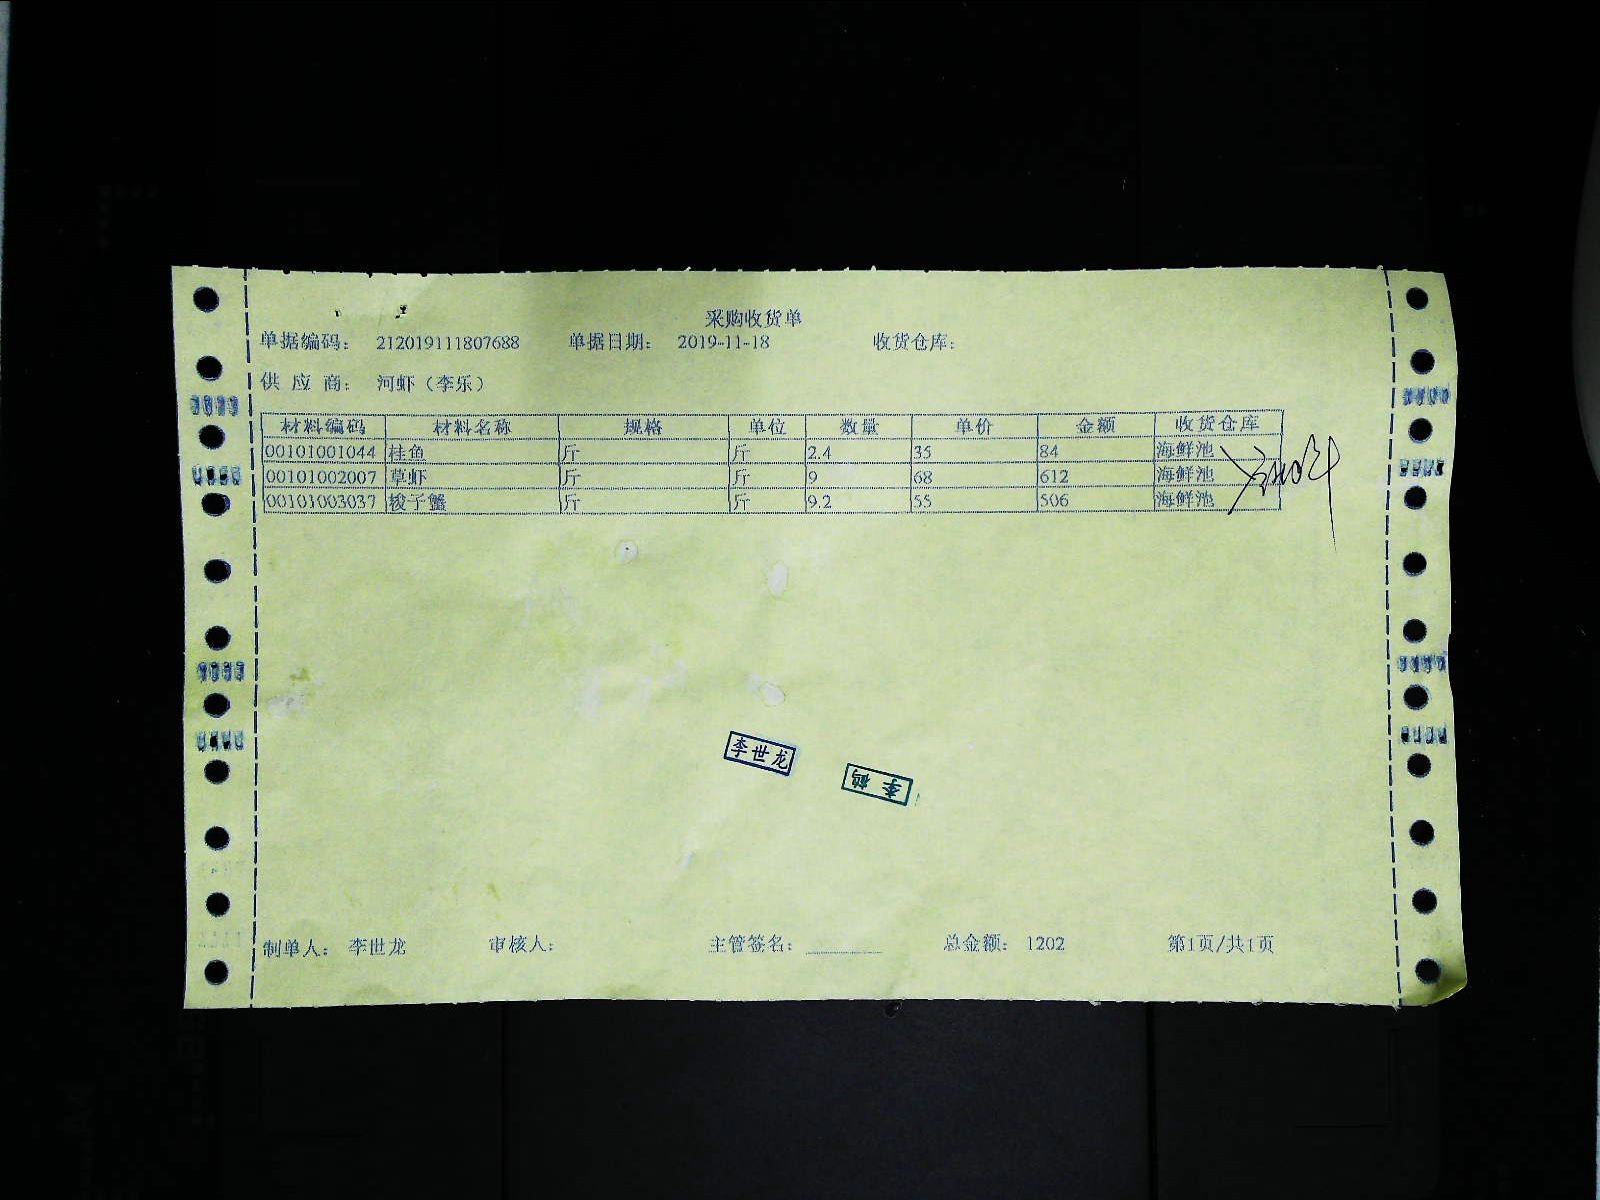 采购收货单
单据编码： 212019111807688 单据日期： 2019-11-18 收货仓库：
供 应 商： 河虾（李乐）
材料编码 材料名称 规格 单位 数量 单价 金额 收货仓库
00101001044 桂鱼 斤 斤 2.4 35 84 海鲜池
00101002007 草虾 斤 斤 9 68 612 海鲜池
00101003037 梭子蟹 斤 斤 9.2 55 506 海鲜池
李世龙
李鹤
制单人： 李世龙 审核人： 主管签名： 总金额： 1202 第1页/共1页